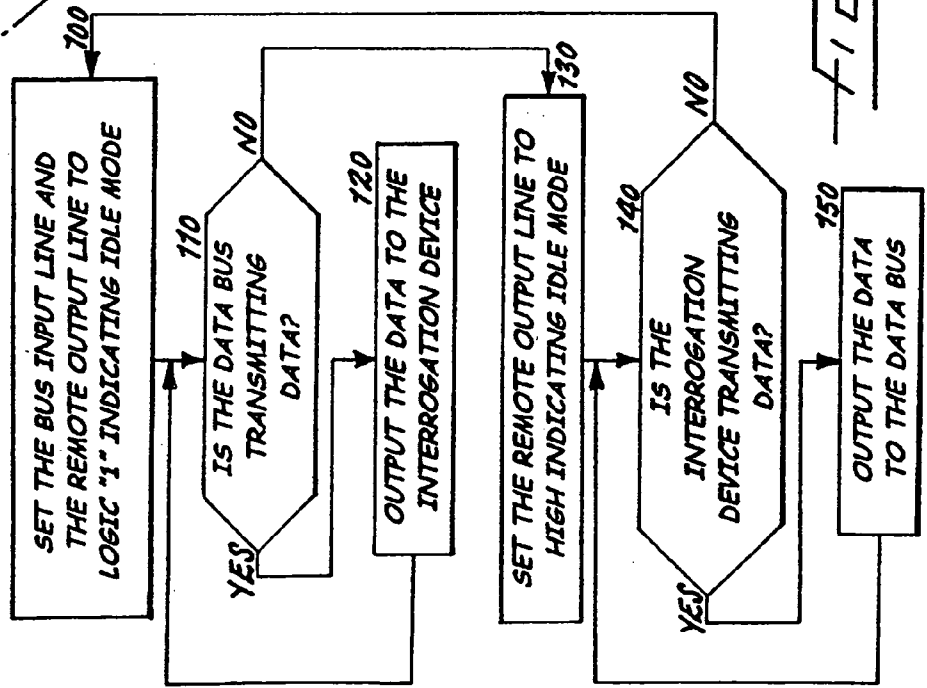 100
SET THE BUS INPUT LINE AND
THE REMOTE OUTPUT LINE TO
LOGIC "1" INDICATING IDLE MODE
110
IS THE DATA BUS
TRANSMITTING
DATA?
NO
YES
120
OUTPUT THE DATA TO THE
INTERROGATION DEVICE
130
SET THE REMOTE OUTPUT LINE TO
HIGH INDICATING IDLE MODE
140
IS THE
INTERROGATION
DEVICE TRANSMITTING
DATA?
NO
YES
150
OUTPUT THE DATA
TO THE DATA BUS